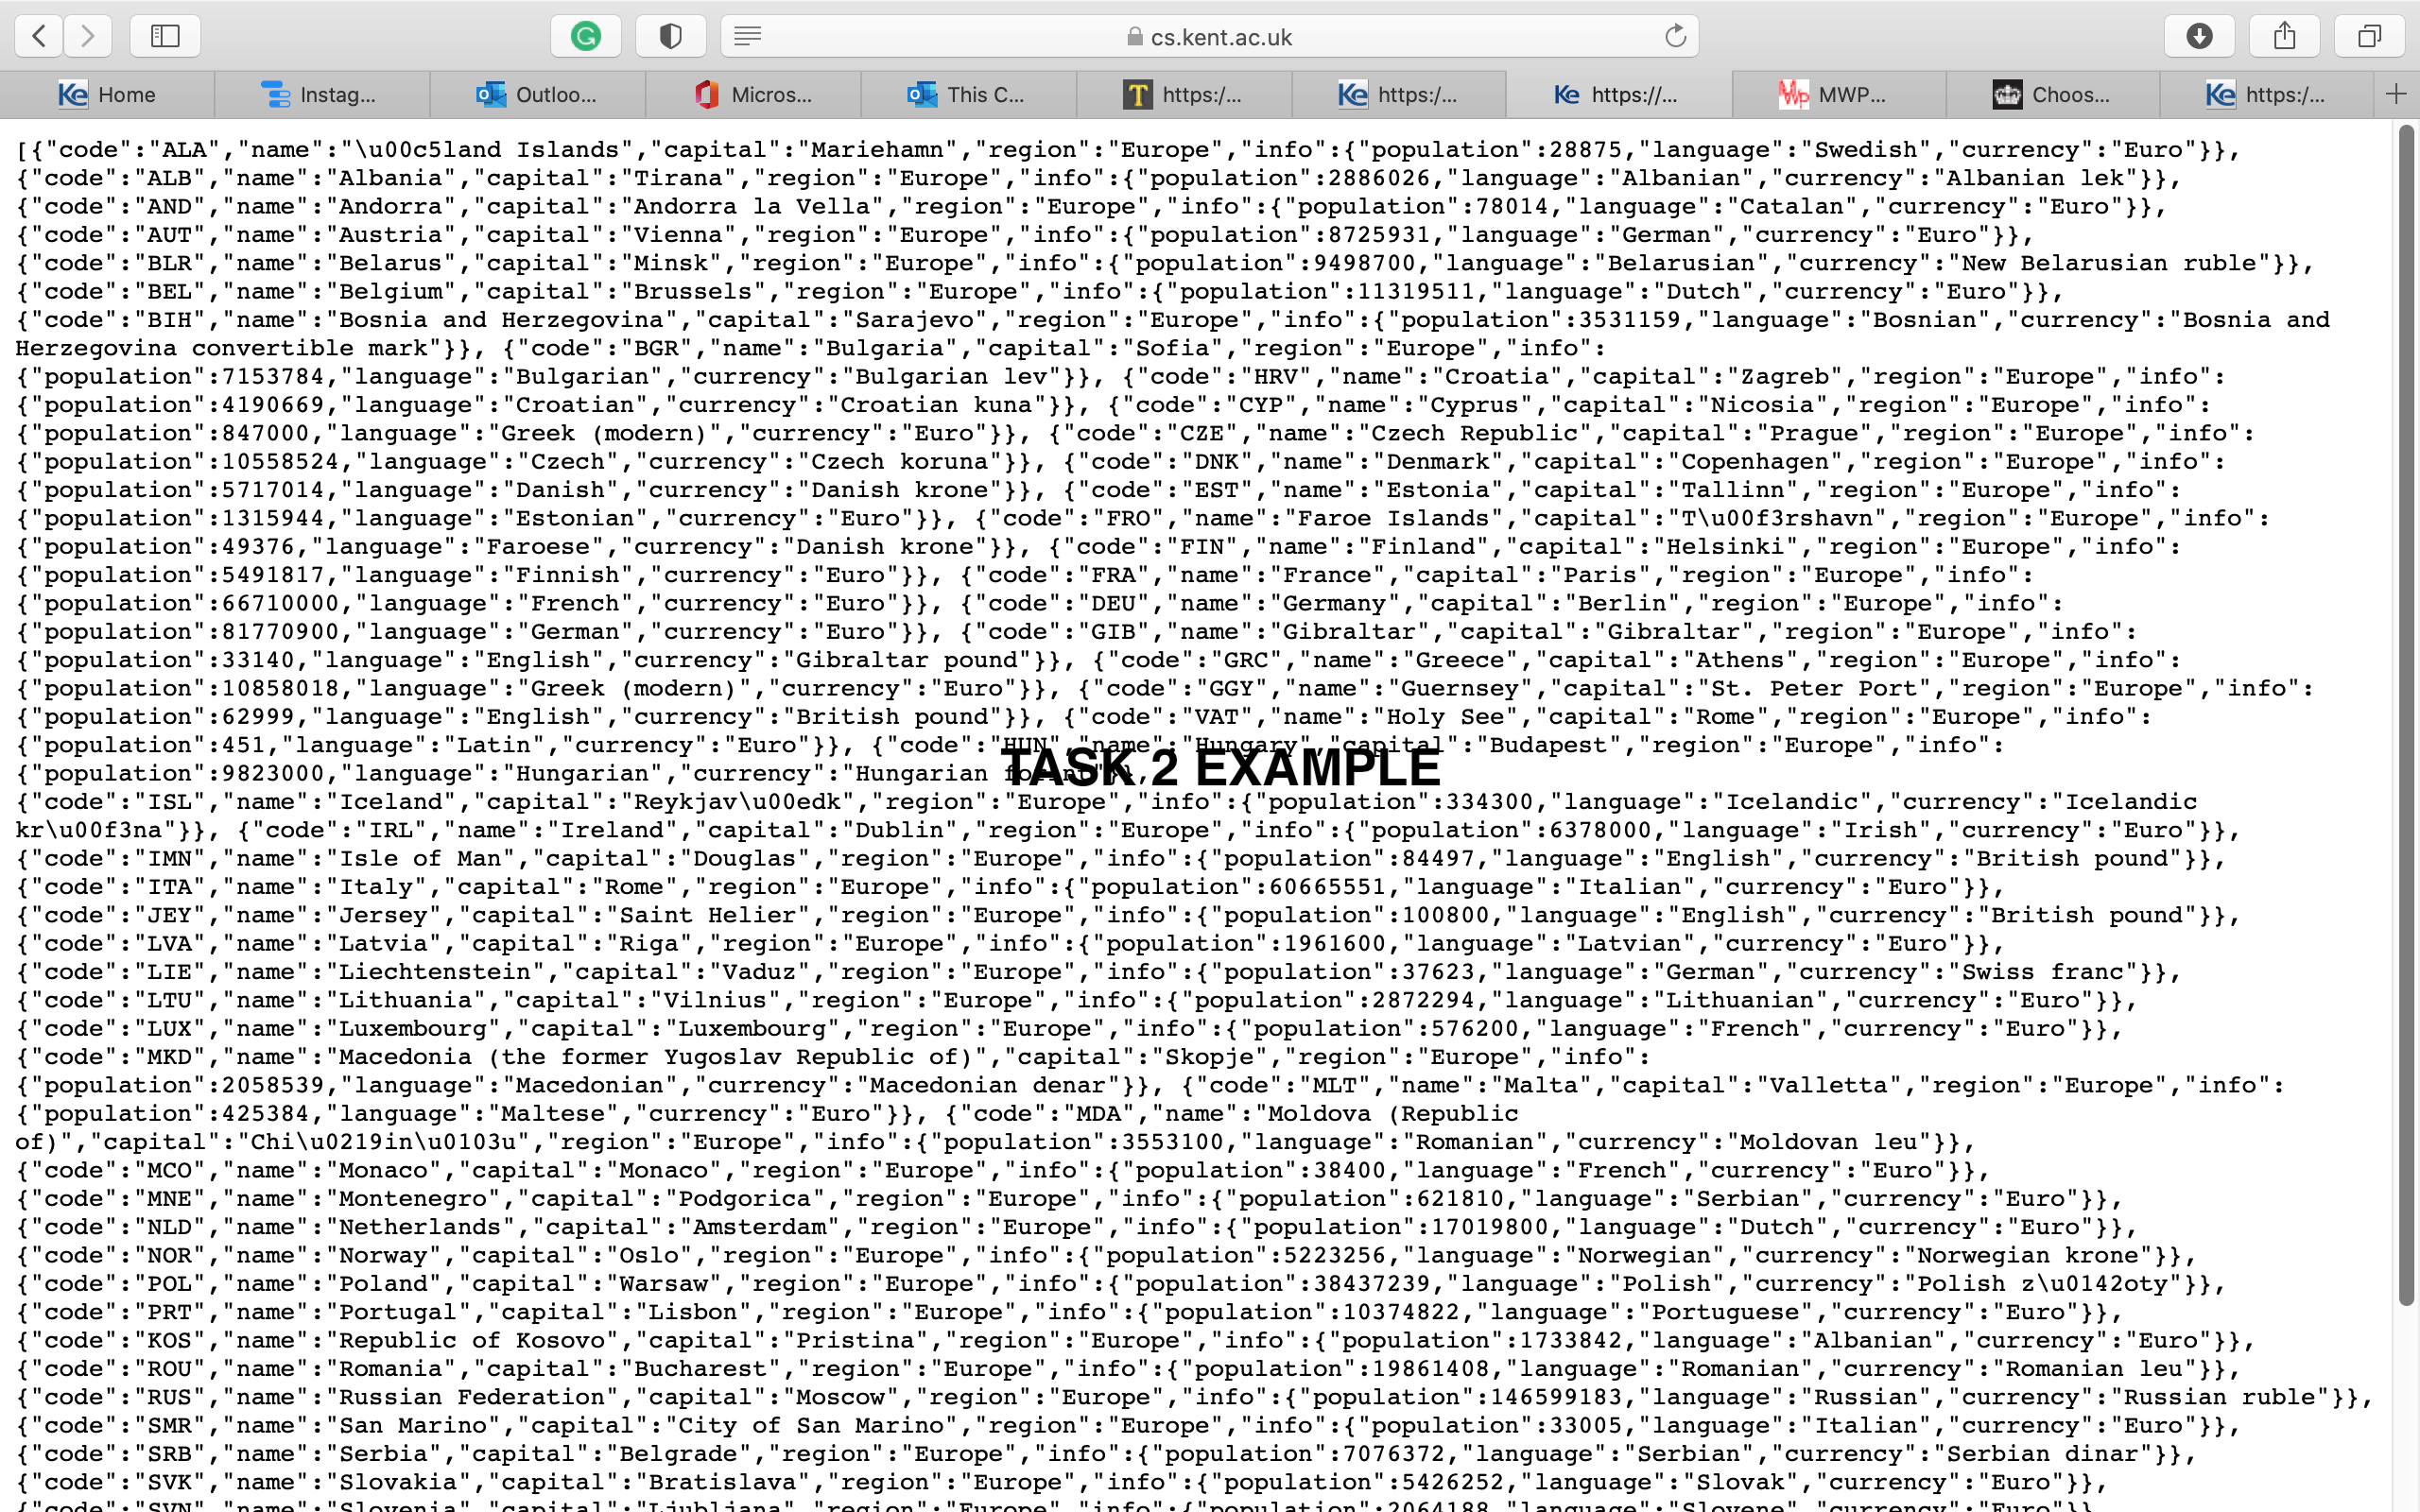 cs.kent.ac.uk
Home
Instag...
Outloo...
Micros...
This C...
https:/...
https:/...
https://...
MWP...
Choos...
https:/...
[{"code":"ALA","name":"\u00c5land Islands","capital":"Mariehamn","region":"Europe","info":{"population":28875,"language":"Swedish","currency":"Euro"}},
{"code":"ALB","name":"Albania","capital":"Tirana","region":"Europe","info":{"population":2886026,"language":"Albanian","currency":"Albanian lek"}},
{"code":"AND","name":"Andorra","capital":"Andorra la Vella","region":"Europe","info":{"population":78014,"language":"Catalan","currency":"Euro"}},
{"code":"AUT","name":"Austria","capital":"Vienna","region":"Europe","info":{"population":8725931,"language":"German","currency":"Euro"}},
{"code":"BLR","name":"Belarus","capital":"Minsk","region":"Europe","info":{"population":9498700,"language":"Belarusian","currency":"New Belarusian ruble"}},
{"code":"BEL","name":"Belgium","capital":"Brussels","region":"Europe","info":{"population":11319511,"language":"Dutch","currency":"Euro"}},
{"code":"BIH","name":"Bosnia and Herzegovina","capital":"Sarajevo","region":"Europe","info":{"population":3531159,"language":"Bosnian","currency":"Bosnia and
Herzegovina convertible mark"}}, {"code":"BGR","name":"Bulgaria","capital":"Sofia","region":"Europe","info":
{"population":7153784,"language":"Bulgarian","currency":"Bulgarian lev"}}, {"code":"HRV","name":"Croatia","capital":"Zagreb","region":"Europe","info":
{"population":4190669,"language":"Croatian","currency":"Croatian kuna"}}, {"code":"CYP","name":"Cyprus","capital":"Nicosia","region":"Europe","info":
{"population":847000,"language":"Greek (modern)","currency":"Euro"}}, {"code":"CZE","name":"Czech Republic","capital":"Prague","region":"Europe","info":
{"population":10558524,"language":"Czech","currency":"Czech koruna"}}, {"code":"DNK","name":"Denmark","capital":"Copenhagen","region":"Europe","info":
{"population":5717014,"language":"Danish","currency":"Danish krone"}}, {"code":"EST","name":"Estonia","capital":"Tallinn","region":"Europe","info":
{"population":1315944,"language":"Estonian","currency":"Euro"}}, {"code":"FRO","name":"Faroe Islands","capital":"T\u00f3rshavn","region":"Europe","info":
{"population":49376,"language":"Faroese","currency":"Danish krone"}}, {"code":"FIN","name":"Finland","capital":"Helsinki","region":"Europe","info":
{"population":5491817,"language":"Finnish","currency":"Euro"}}, {"code":"FRA","name":"France","capital":"Paris","region":"Europe","info":
{"population":66710000,"language":"French","currency":"Euro"}}, {"code":"DEU","name":"Germany","capital":"Berlin","region":"Europe","info":
{"population":81770900,"language":"German","currency":"Euro"}}, {"code":"GIB","name":"Gibraltar","capital":"Gibraltar","region":"Europe","info":
{"population":33140,"language":"English","currency":"Gibraltar pound"}}, {"code":"GRC","name":"Greece","capital":"Athens","region":"Europe","info":
{"population":10858018,"language":"Greek (modern)","currency":"Euro"}}, {"code":"GGY","name":"Guernsey","capital":"St. Peter Port","region":"Europe","info":
{"population":62999,"language":"English","currency":"British pound"}}, {"code":"VAT","name":"Holy See","capital":"Rome","region":"Europe","info":
{"population":451,"language":"Latin","currency":"Euro"}}, {"code":"HUN","name":"Hungary","capital":"Budapest","region":"Europe","info":
TASK 2 EXAMPLE
{"population":9823000,"language":"Hungarian","currency":"Hungarian forint"}},
{"code":"ISL","name":"Iceland","capital":"Reykjav\u00edk","region":"Europe","info":{"population":334300,"language":"Icelandic","currency":"Icelandic
kr\u00f3na"}}, {"code":"IRL","name":"Ireland","capital":"Dublin","region":"Europe","info":{"population":6378000,"language":"Irish","currency":"Euro"}},
{"code":"IMN","name":"Isle of Man","capital":"Douglas","region":"Europe","info":{"population":84497,"language":"English","currency":"British pound"}},
{"code":"ITA","name":"Italy","capital":"Rome","region":"Europe","info":{"population":60665551,"language":"Italian","currency":"Euro"}},
{"code":"JEY","name":"Jersey","capital":"Saint Helier","region":"Europe","info":{"population":100800,"language":"English","currency":"British pound"}},
{"code":"LVA","name":"Latvia","capital":"Riga","region":"Europe","info":{"population":1961600,"language":"Latvian","currency":"Euro"}},
{"code":"LIE","name":"Liechtenstein","capital":"Vaduz","region":"Europe","info":{"population":37623,"language":"German","currency":"Swiss franc"}},
{"code":"LTU","name":"Lithuania","capital":"Vilnius","region":"Europe","info":{"population":2872294,"language":"Lithuanian","currency":"Euro"}},
{"code":"LUX","name":"Luxembourg","capital":"Luxembourg","region":"Europe","info":{"population":576200,"language":"French","currency":"Euro"}},
{"code":"MKD","name":"Macedonia (the former Yugoslav Republic of)","capital":"Skopje","region":"Europe","info":
{"population":2058539,"language":"Macedonian","currency":"Macedonian denar"}}, {"code":"MLT","name":"Malta","capital":"Valletta","region":"Europe","info":
{"population":425384,"language":"Maltese","currency":"Euro"}}, {"code":"MDA","name":"Moldova (Republic
of)","capital":"Chi\u0219in\u0103u","region":"Europe","info":{"population":3553100,"language":"Romanian","currency":"Moldovan leu"}},
{"code":"MCO","name":"Monaco","capital":"Monaco","region":"Europe","info":{"population":38400,"language":"French","currency":"Euro"}},
{"code":"MNE","name":"Montenegro","capital":"Podgorica","region":"Europe","info":{"population":621810,"language":"Serbian","currency":"Euro"}},
{"code":"NLD","name":"Netherlands","capital":"Amsterdam","region":"Europe","info":{"population":17019800,"language":"Dutch","currency":"Euro"}},
{"code":"NOR","name":"Norway","capital":"Oslo","region":"Europe","info":{"population":5223256,"language":"Norwegian","currency":"Norwegian krone"}},
{"code":"POL","name":"Poland","capital":"Warsaw","region":"Europe","info":{"population":38437239,"language":"Polish","currency":"Polish z\u0142oty"}},
{"code":"PRT","name":"Portugal","capital":"Lisbon","region":"Europe","info":{"population":10374822,"language":"Portuguese","currency":"Euro"}},
{"code":"KOS","name":"Republic of Kosovo","capital":"Pristina","region":"Europe","info":{"population":1733842,"language":"Albanian","currency":"Euro"}},
{"code":"ROU","name":"Romania","capital":"Bucharest","region":"Europe","info":{"population":19861408,"language":"Romanian","currency":"Romanian leu"}},
{"code":"RUS","name":"Russian Federation","capital":"Moscow","region":"Europe","info":{"population":146599183,"language":"Russian","currency":"Russian ruble"}},
{"code":"SMR","name":"San Marino","capital":"City of San Marino","region":"Europe","info":{"population":33005,"language":"Italian","currency":"Euro"}},
{"code":"SRB","name":"Serbia","capital":"Belgrade","region":"Europe","info":{"population":7076372,"language":"Serbian","currency":"Serbian dinar"}},
{"code":"SVK","name":"Slovakia","capital":"Bratislava","region":"Europe","info":{"population":5426252,"language":"Slovak","currency":"Euro"}},
{"code":"SVN","name":"Slovenia","capital":"Ljubljana","region":"Europe","info":{"population":2064188,"language":"Slovene","currency":"Euro"}}